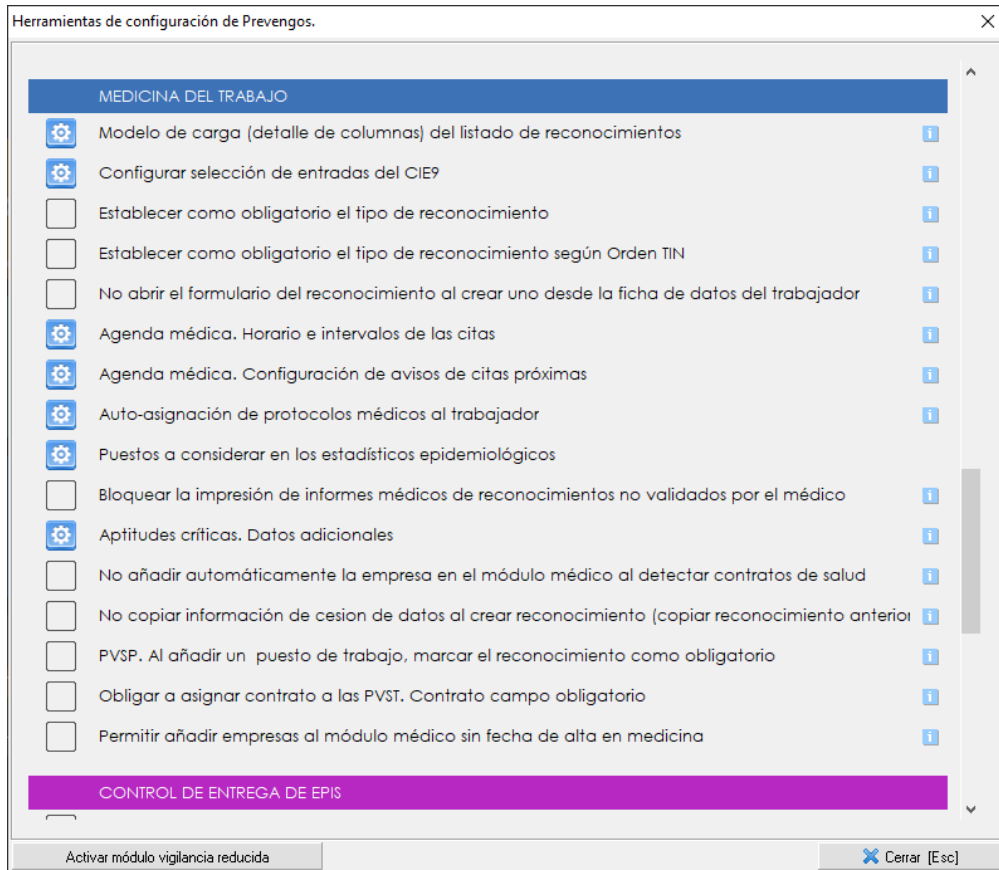 Herramientas de configuración de Prevengos.
MEDICINA DEL TRABAJO
Modelo de carga (detalle de columnas) del listado de reconocimientos
Configurar selección de entradas del CIE9
Establecer como obligatorio el tipo de reconocimiento
Establecer como obligatorio el tipo de reconocimiento según Orden TIN
No abrir el formulario del reconocimiento al crear uno desde la ficha de datos del trabajador
Agenda médica. Horario e intervalos de las citas
Agenda médica. Configuración de avisos de citas próximas
Auto-asignación de protocolos médicos al trabajador
Puestos a considerar en los estadísticos epidemiológicos
Bloquear la impresión de informes médicos de reconocimientos no validados por el médico
Aptitudes críticas. Datos adicionales
No añadir automáticamente la empresa en el módulo médico al detectar contratos de salud
No copiar información de cesion de datos al crear reconocimiento (copiar reconocimiento anterior
PVSP. Al añadir un puesto de trabajo, marcar el reconocimiento como obligatorio
Obligar a asignar contrato a las PVST. Contrato campo obligatorio
Permitir añadir empresas al módulo médico sin fecha de alta en medicina
CONTROL DE ENTREGA DE EPIS
Activar módulo vigilancia reducida
Cerrar [Esc]